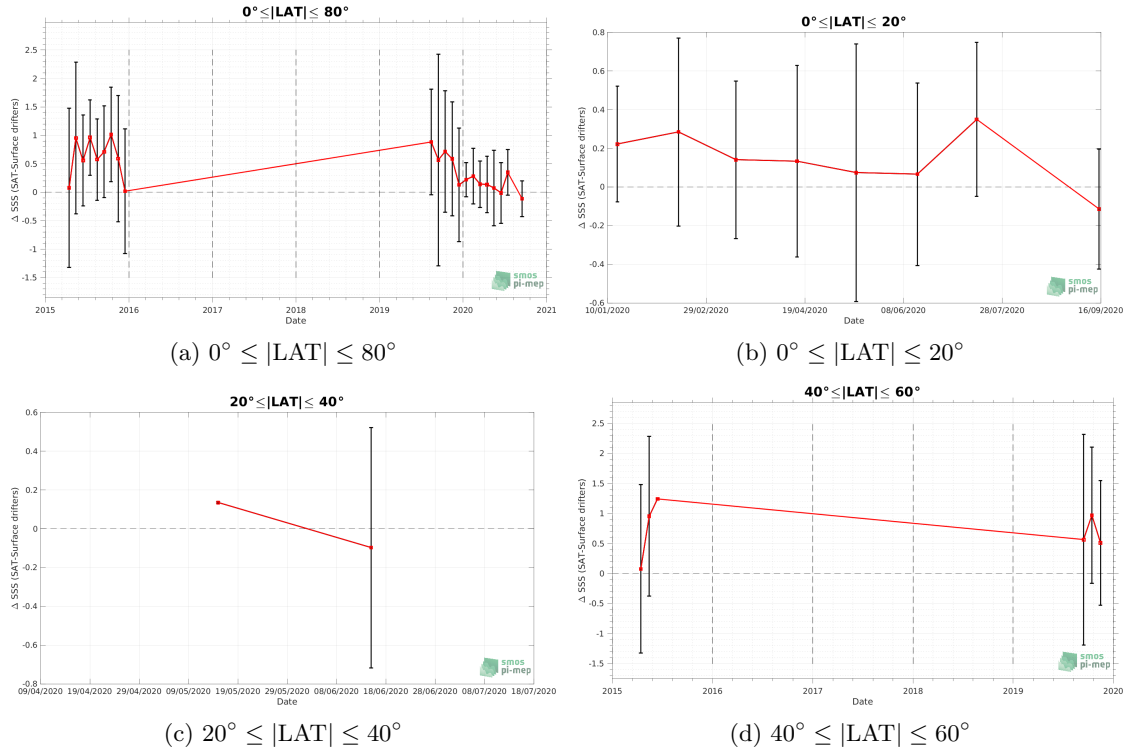 0°≤|LAT|≤ 80°
Δ SSS (SAT-Surface drifters)
2.5
2
1.5
1
0.5
0
-0.5
-1
-1.5
2015 2016 2017 2018 2019 2020 2021
Date
smos
pi-mep
(a) 0° ≤ |LAT| ≤ 80°
0°≤|LAT|≤ 20°
Δ SSS (SAT-Surface drifters)
0.8
0.6
0.4
0.2
0
-0.2
-0.4
-0.6
10/01/2020 29/02/2020 19/04/2020 08/06/2020 28/07/2020 16/09/2020
Date
smos
pi-mep
(b) 0° ≤ |LAT| ≤ 20°
20°≤|LAT|≤ 40°
Δ SSS (SAT-Surface drifters)
0.6
0.4
0.2
0
-0.2
-0.4
-0.6
-0.8
09/04/2020 19/04/2020 29/04/2020 09/05/2020 19/05/2020 29/05/2020 08/06/2020 18/06/2020 28/06/2020 08/07/2020 18/07/2020
Date
smos
pi-mep
(c) 20° ≤ |LAT| ≤ 40°
40°≤|LAT|≤ 60°
Δ SSS (SAT-Surface drifters)
2.5
2
1.5
1
0.5
0
-0.5
-1
-1.5
2015 2016 2017 2018 2019 2020
Date
smos
pi-mep
(d) 40° ≤ |LAT| ≤ 60°